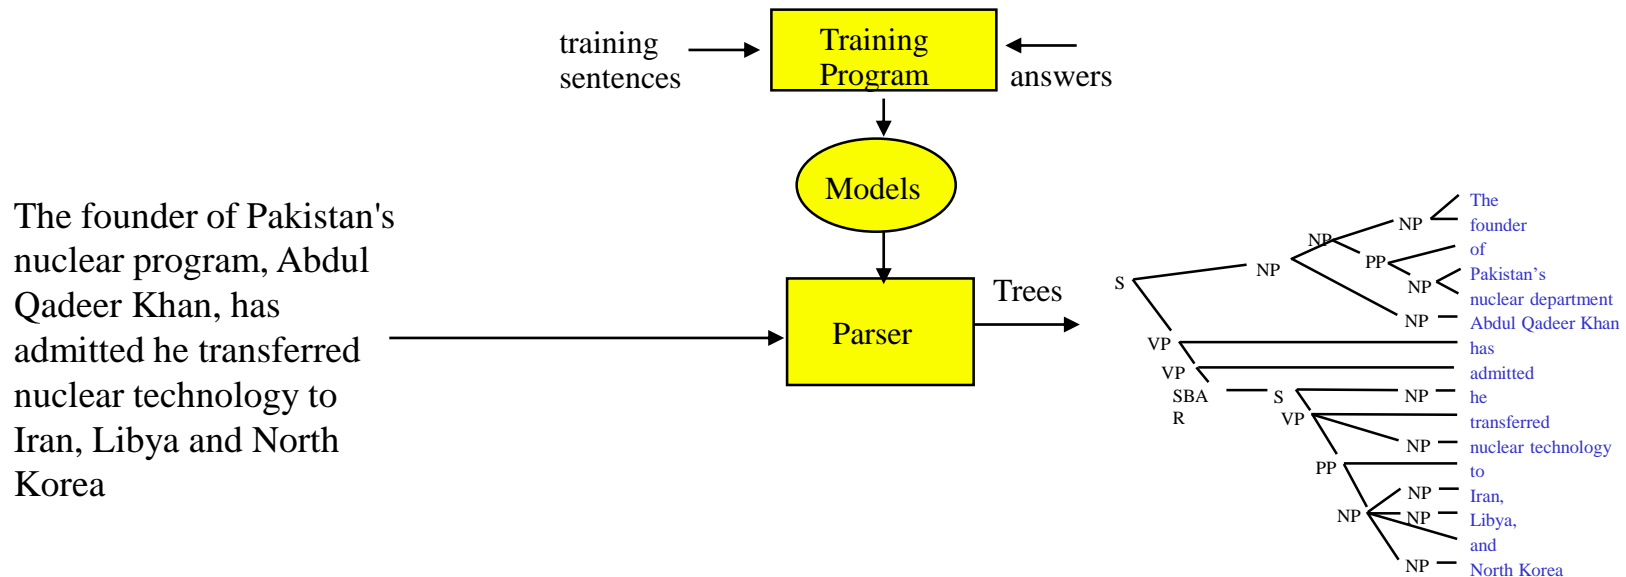 training
sentences
Training
Program
answers
Models
The founder of Pakistan's
nuclear program, Abdul
Qadeer Khan, has
admitted he transferred
nuclear technology to
Iran, Libya and North
Korea
Parser
Trees
S
NP
NP
NP
PP
NP
NP
VP
VP
SBA
R
S
NP
VP
NP
PP
NP
NP
NP
NP
The
founder
of
Pakistan’s
nuclear department
Abdul Qadeer Khan
has
admitted
he
transferred
nuclear technology
to
Iran,
Libya,
and
North Korea